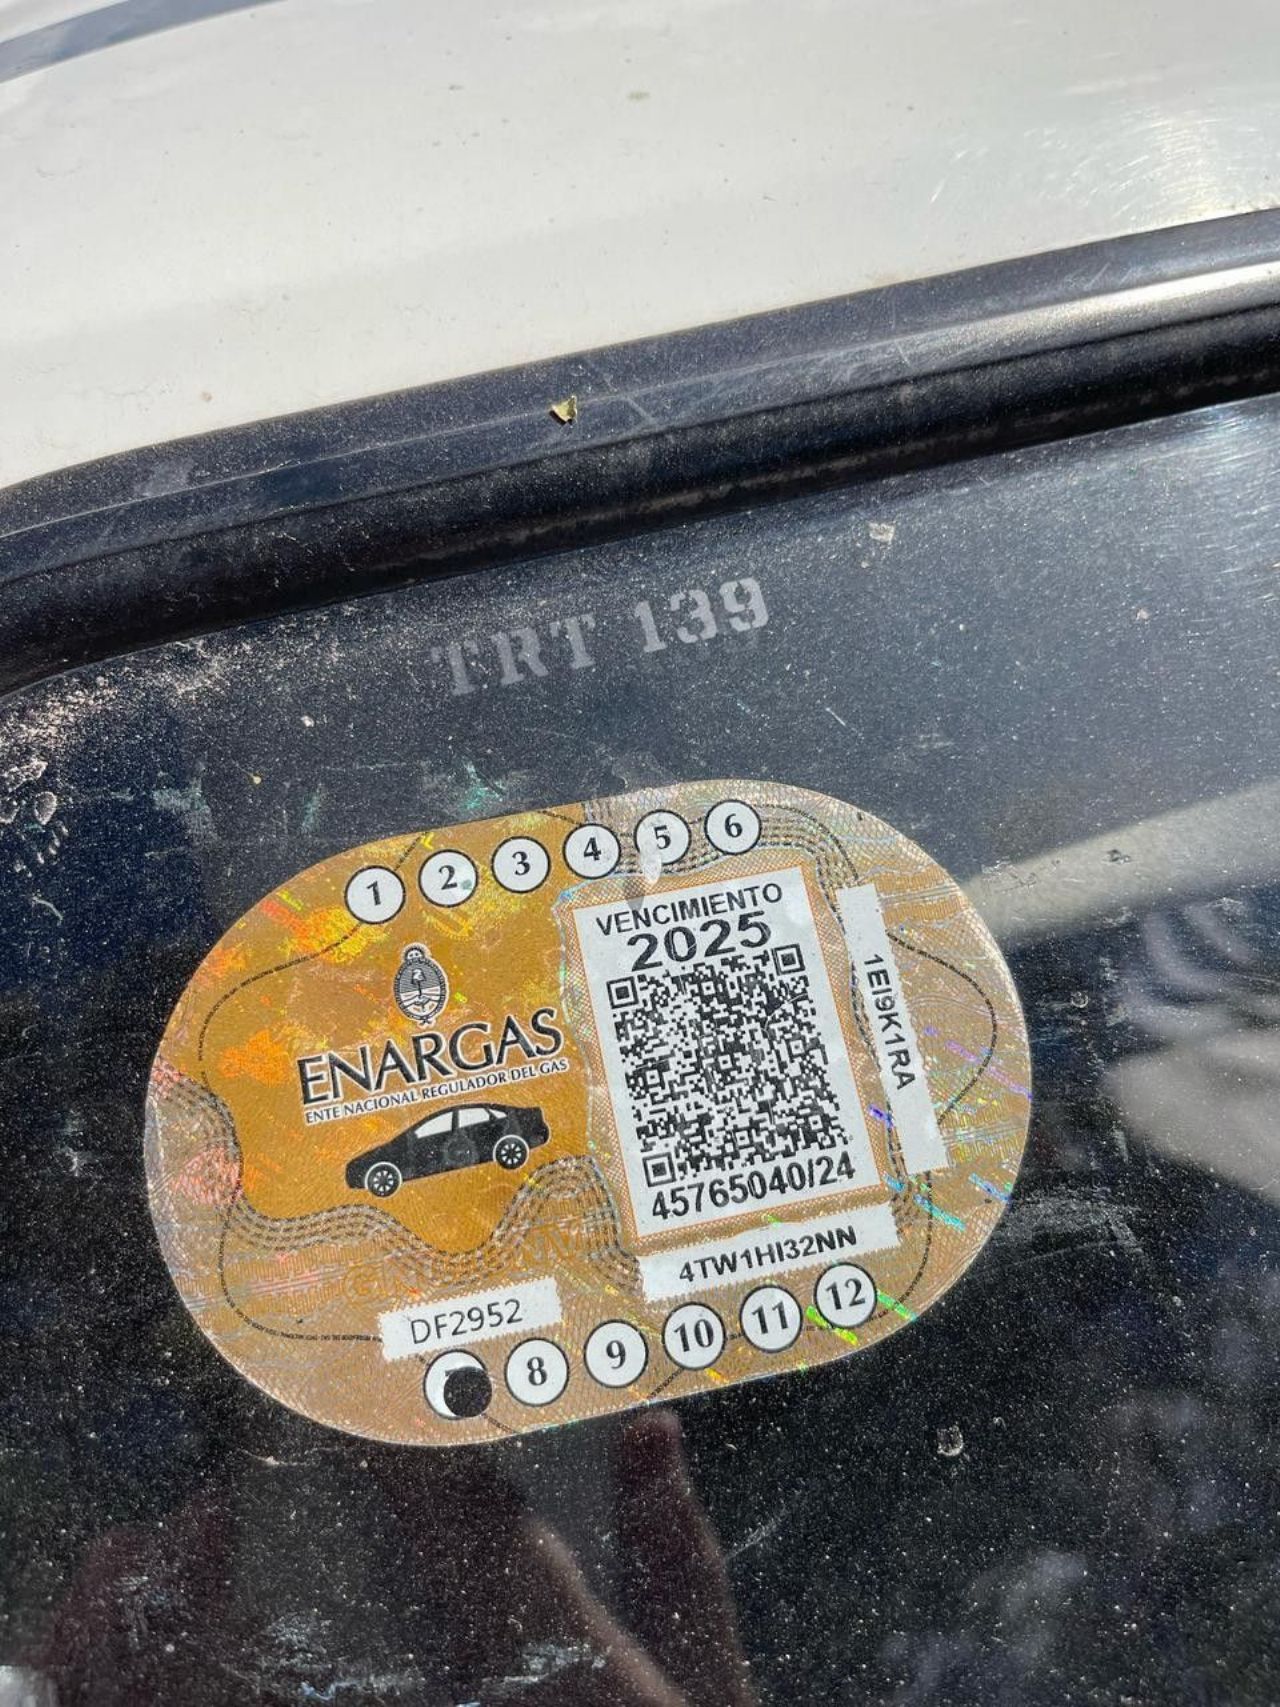 TRT 139
1 2 3 4 5 6
VENCIMIENTO
2025
ENARGAS
ENTE NACIONAL REGULADOR DEL GAS
1EI9K1RA
45765040/24
4TW1HI32NN
DF2952
8 9 10 11 12